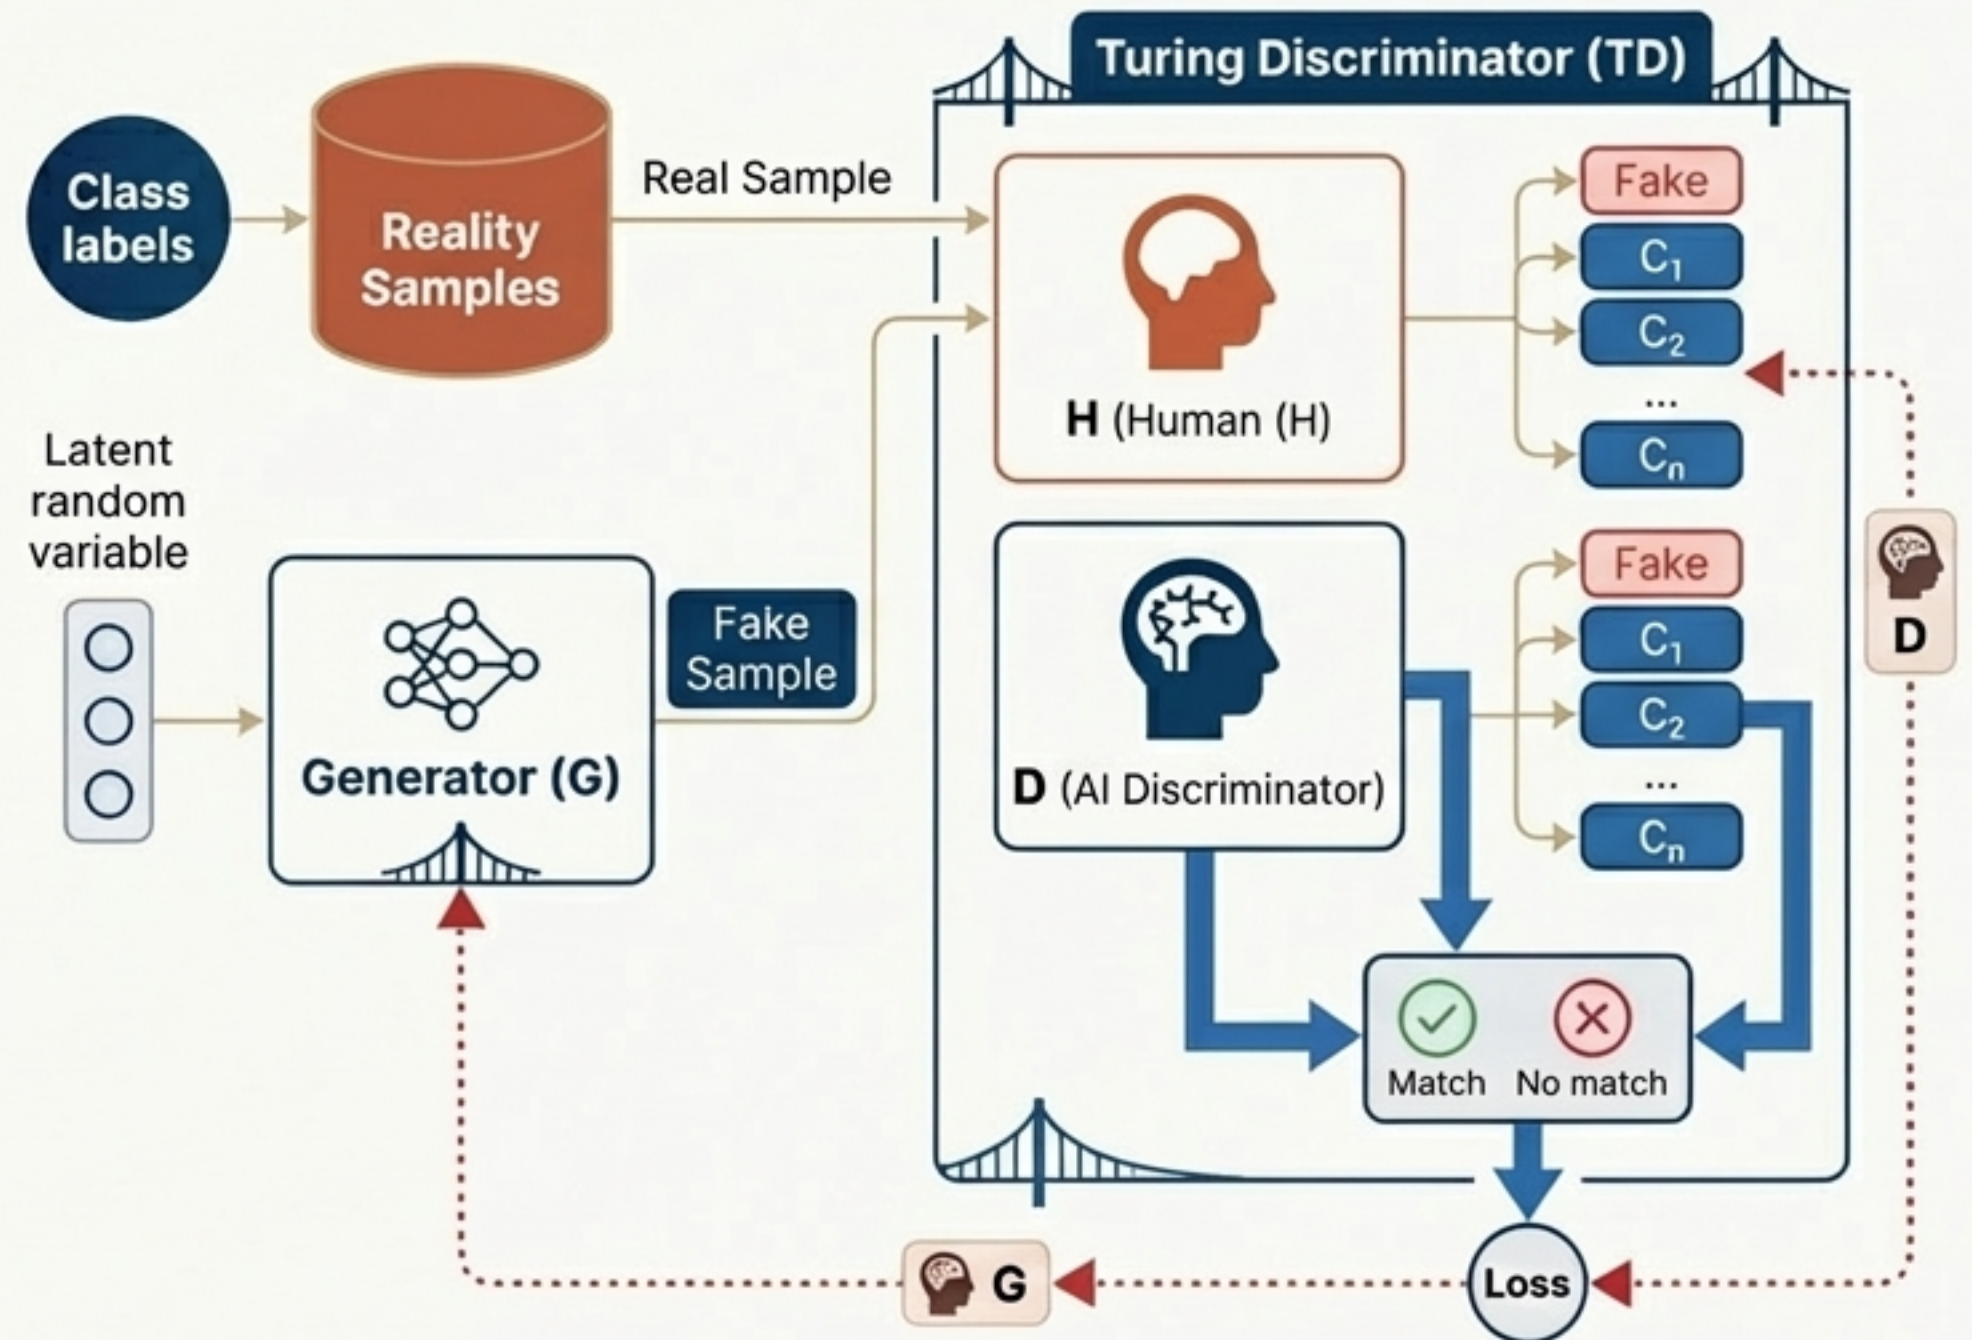 Turing Discriminator (TD)
Class
labels
Reality
Samples
Real Sample
H (Human (H)
Fake
C₁
C₂
...
Cₙ
Latent
random
variable
Generator (G)
Fake
Sample
D (AI Discriminator)
Fake
C₁
C₂
...
Cₙ
D
Match
No match
G
Loss